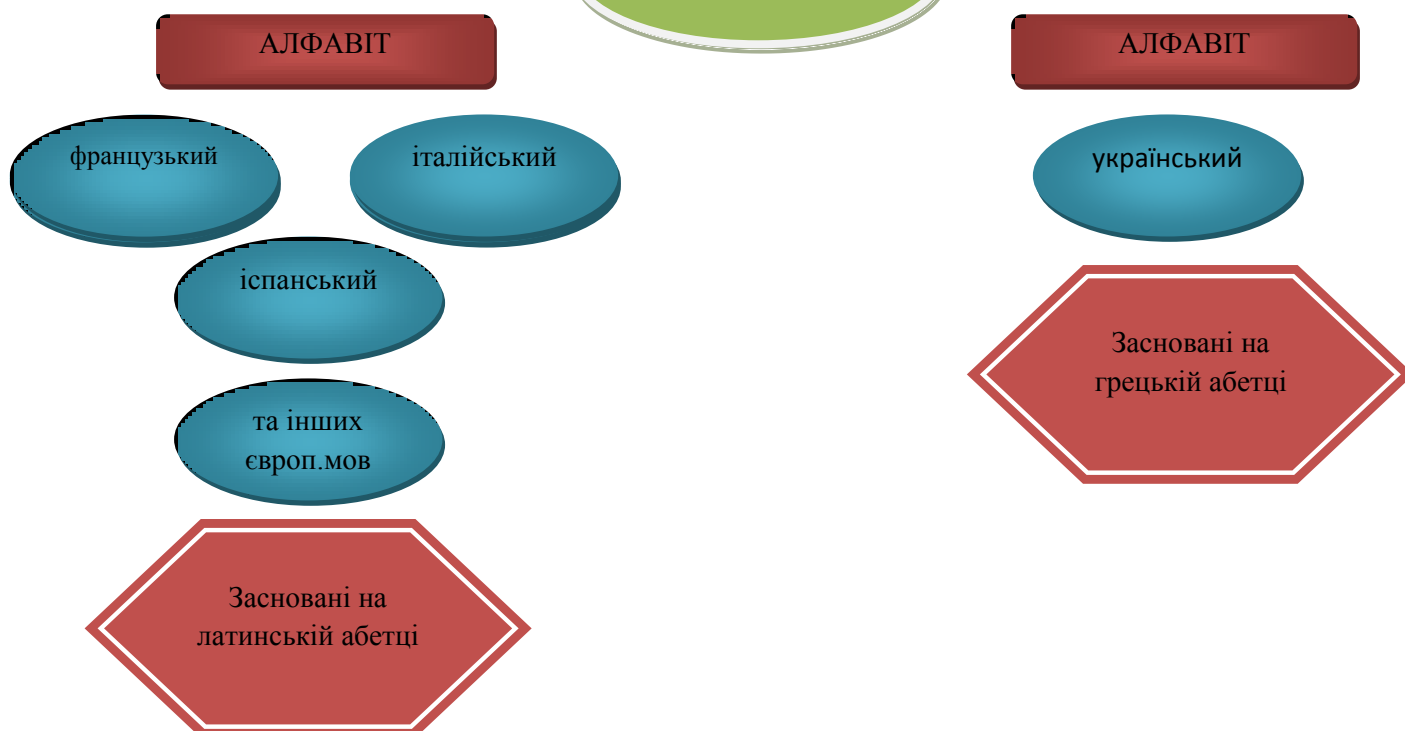 АЛФАВІТ
французький
італійський
іспанський
та інших
європ.мов
Засновані на
латинській абетці
АЛФАВІТ
український
Засновані на
грецькій абетці